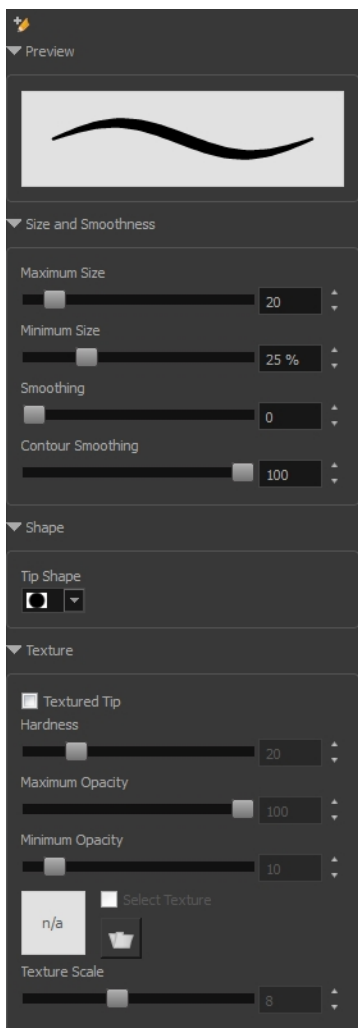 Preview
Size and Smoothness
Maximum Size
20
Minimum Size
25 %
Smoothing
0
Contour Smoothing
100
Shape
Tip Shape
Texture
Textured Tip
Hardness
20
Maximum Opacity
100
Minimum Opacity
10
n/a
Select Texture
Texture Scale
8